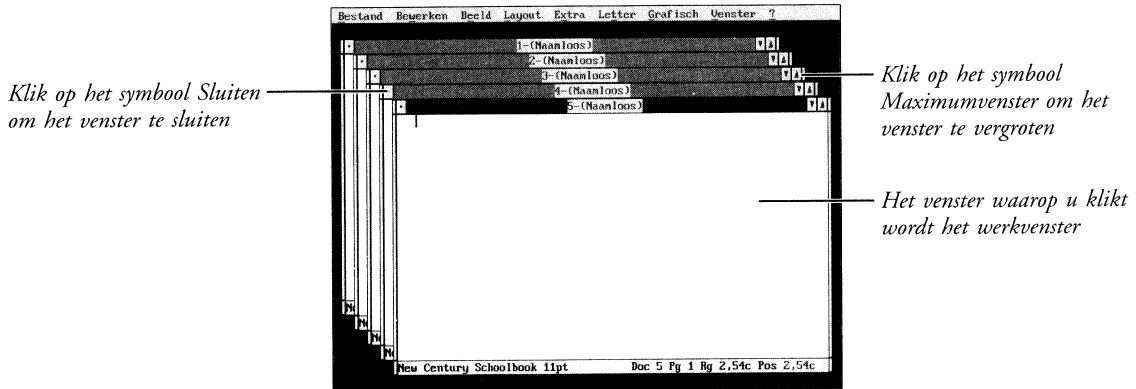 Bestand Bewerken Beeld Layout Extra Letter Grafisch Venster ?
1-(Naamloos)
2-(Naamloos)
3-(Naamloos)
4-(Naamloos)
5-(Naamloos)
Klik op het symbool Sluiten
om het venster te sluiten
Klik op het symbool
Maximumvenster om het
venster te vergroten
Het venster waarop u klikt
wordt het werkvenster
New Century Schoolbook 11pt Doc 5 Pg 1 Rg 2,54c Pos 2,54c